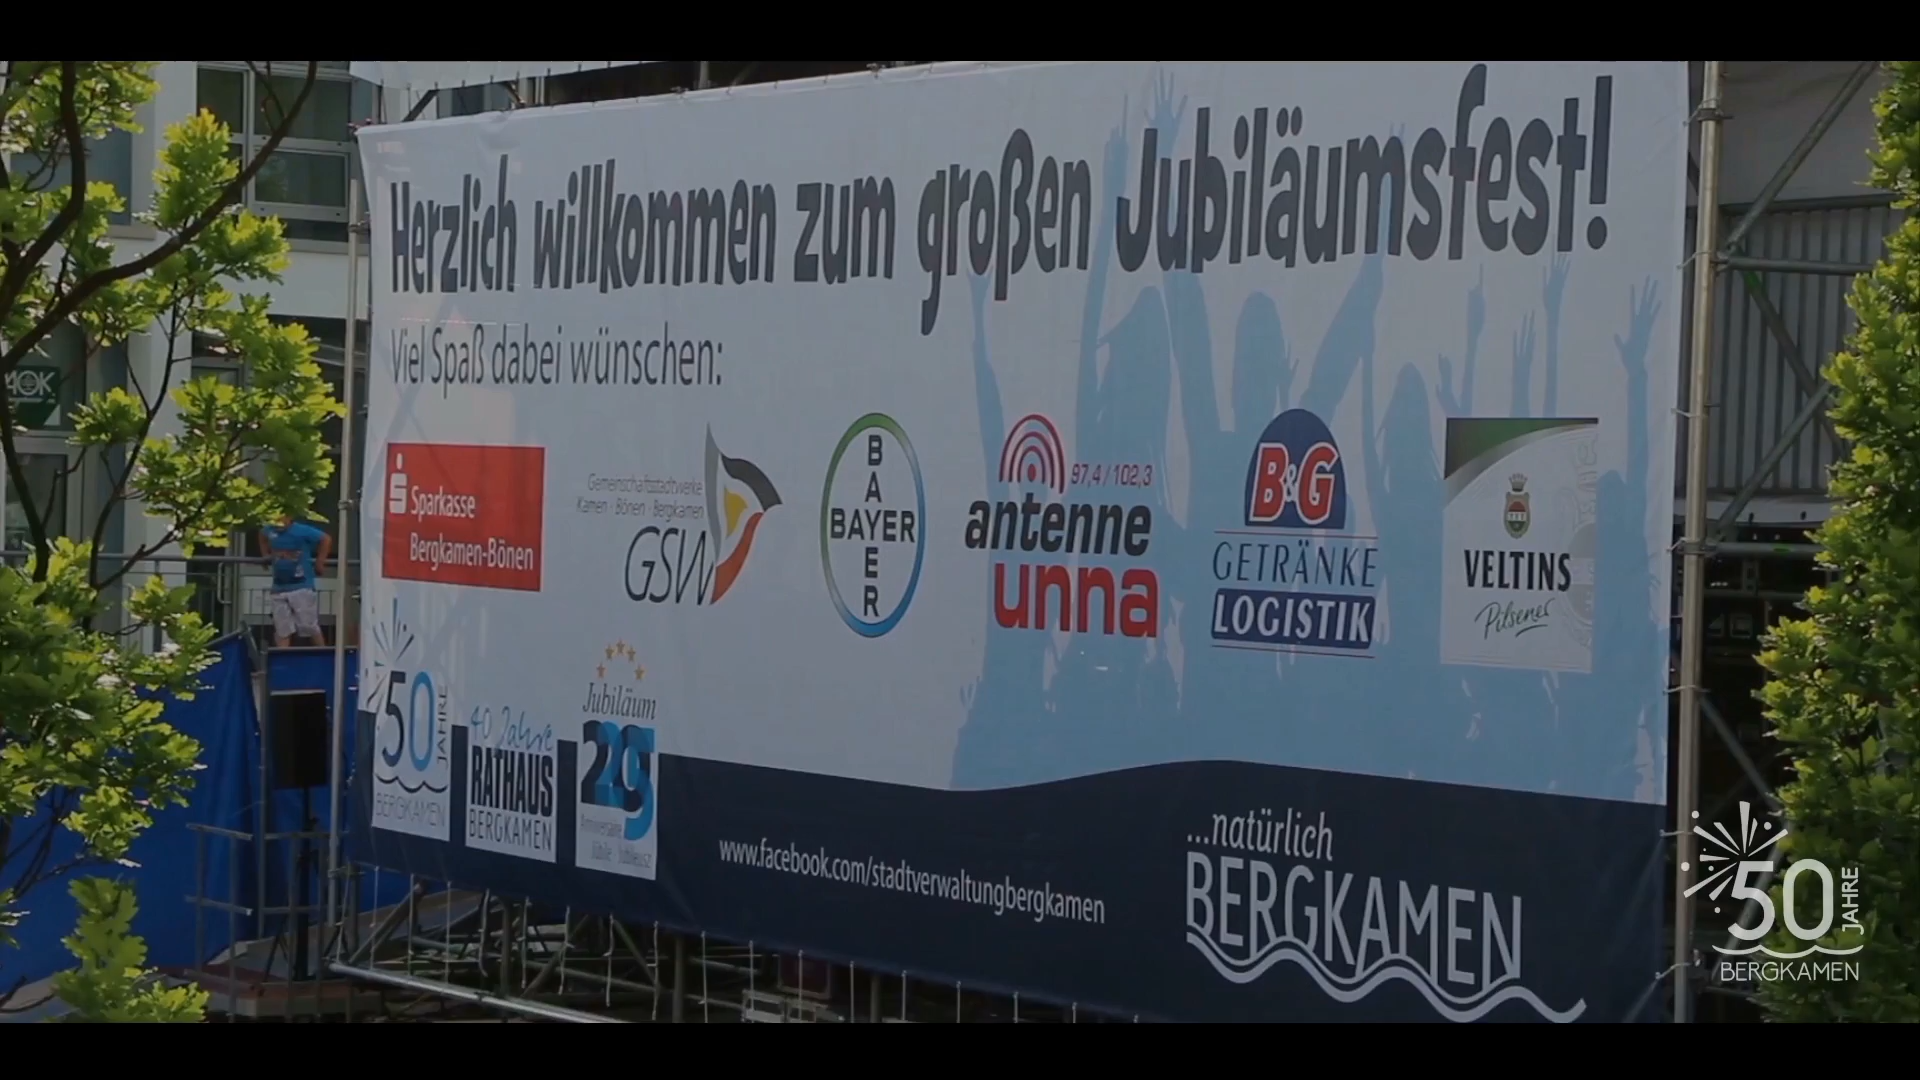 Herzlich willkommen zum großen Jubiläumsfest!
Viel Spaß dabei wünschen:
AOK
Sparkasse
Bergkamen-Bönen
Gemeinschaftsstadtwerke
Kamen · Bönen · Bergkamen
GSW
BAYER
BAYER
97,4 / 102,3
antenne
unna
B&G
GETRÄNKE
LOGISTIK
VELTINS
Pilsener
50 JAHRE
BERGKAMEN
40 Jahre
RATHAUS
BERGKAMEN
Jubiläum
Anniversaire
www.facebook.com/stadtverwaltungbergkamen
...natürlich
BERGKAMEN
50 JAHRE
BERGKAMEN